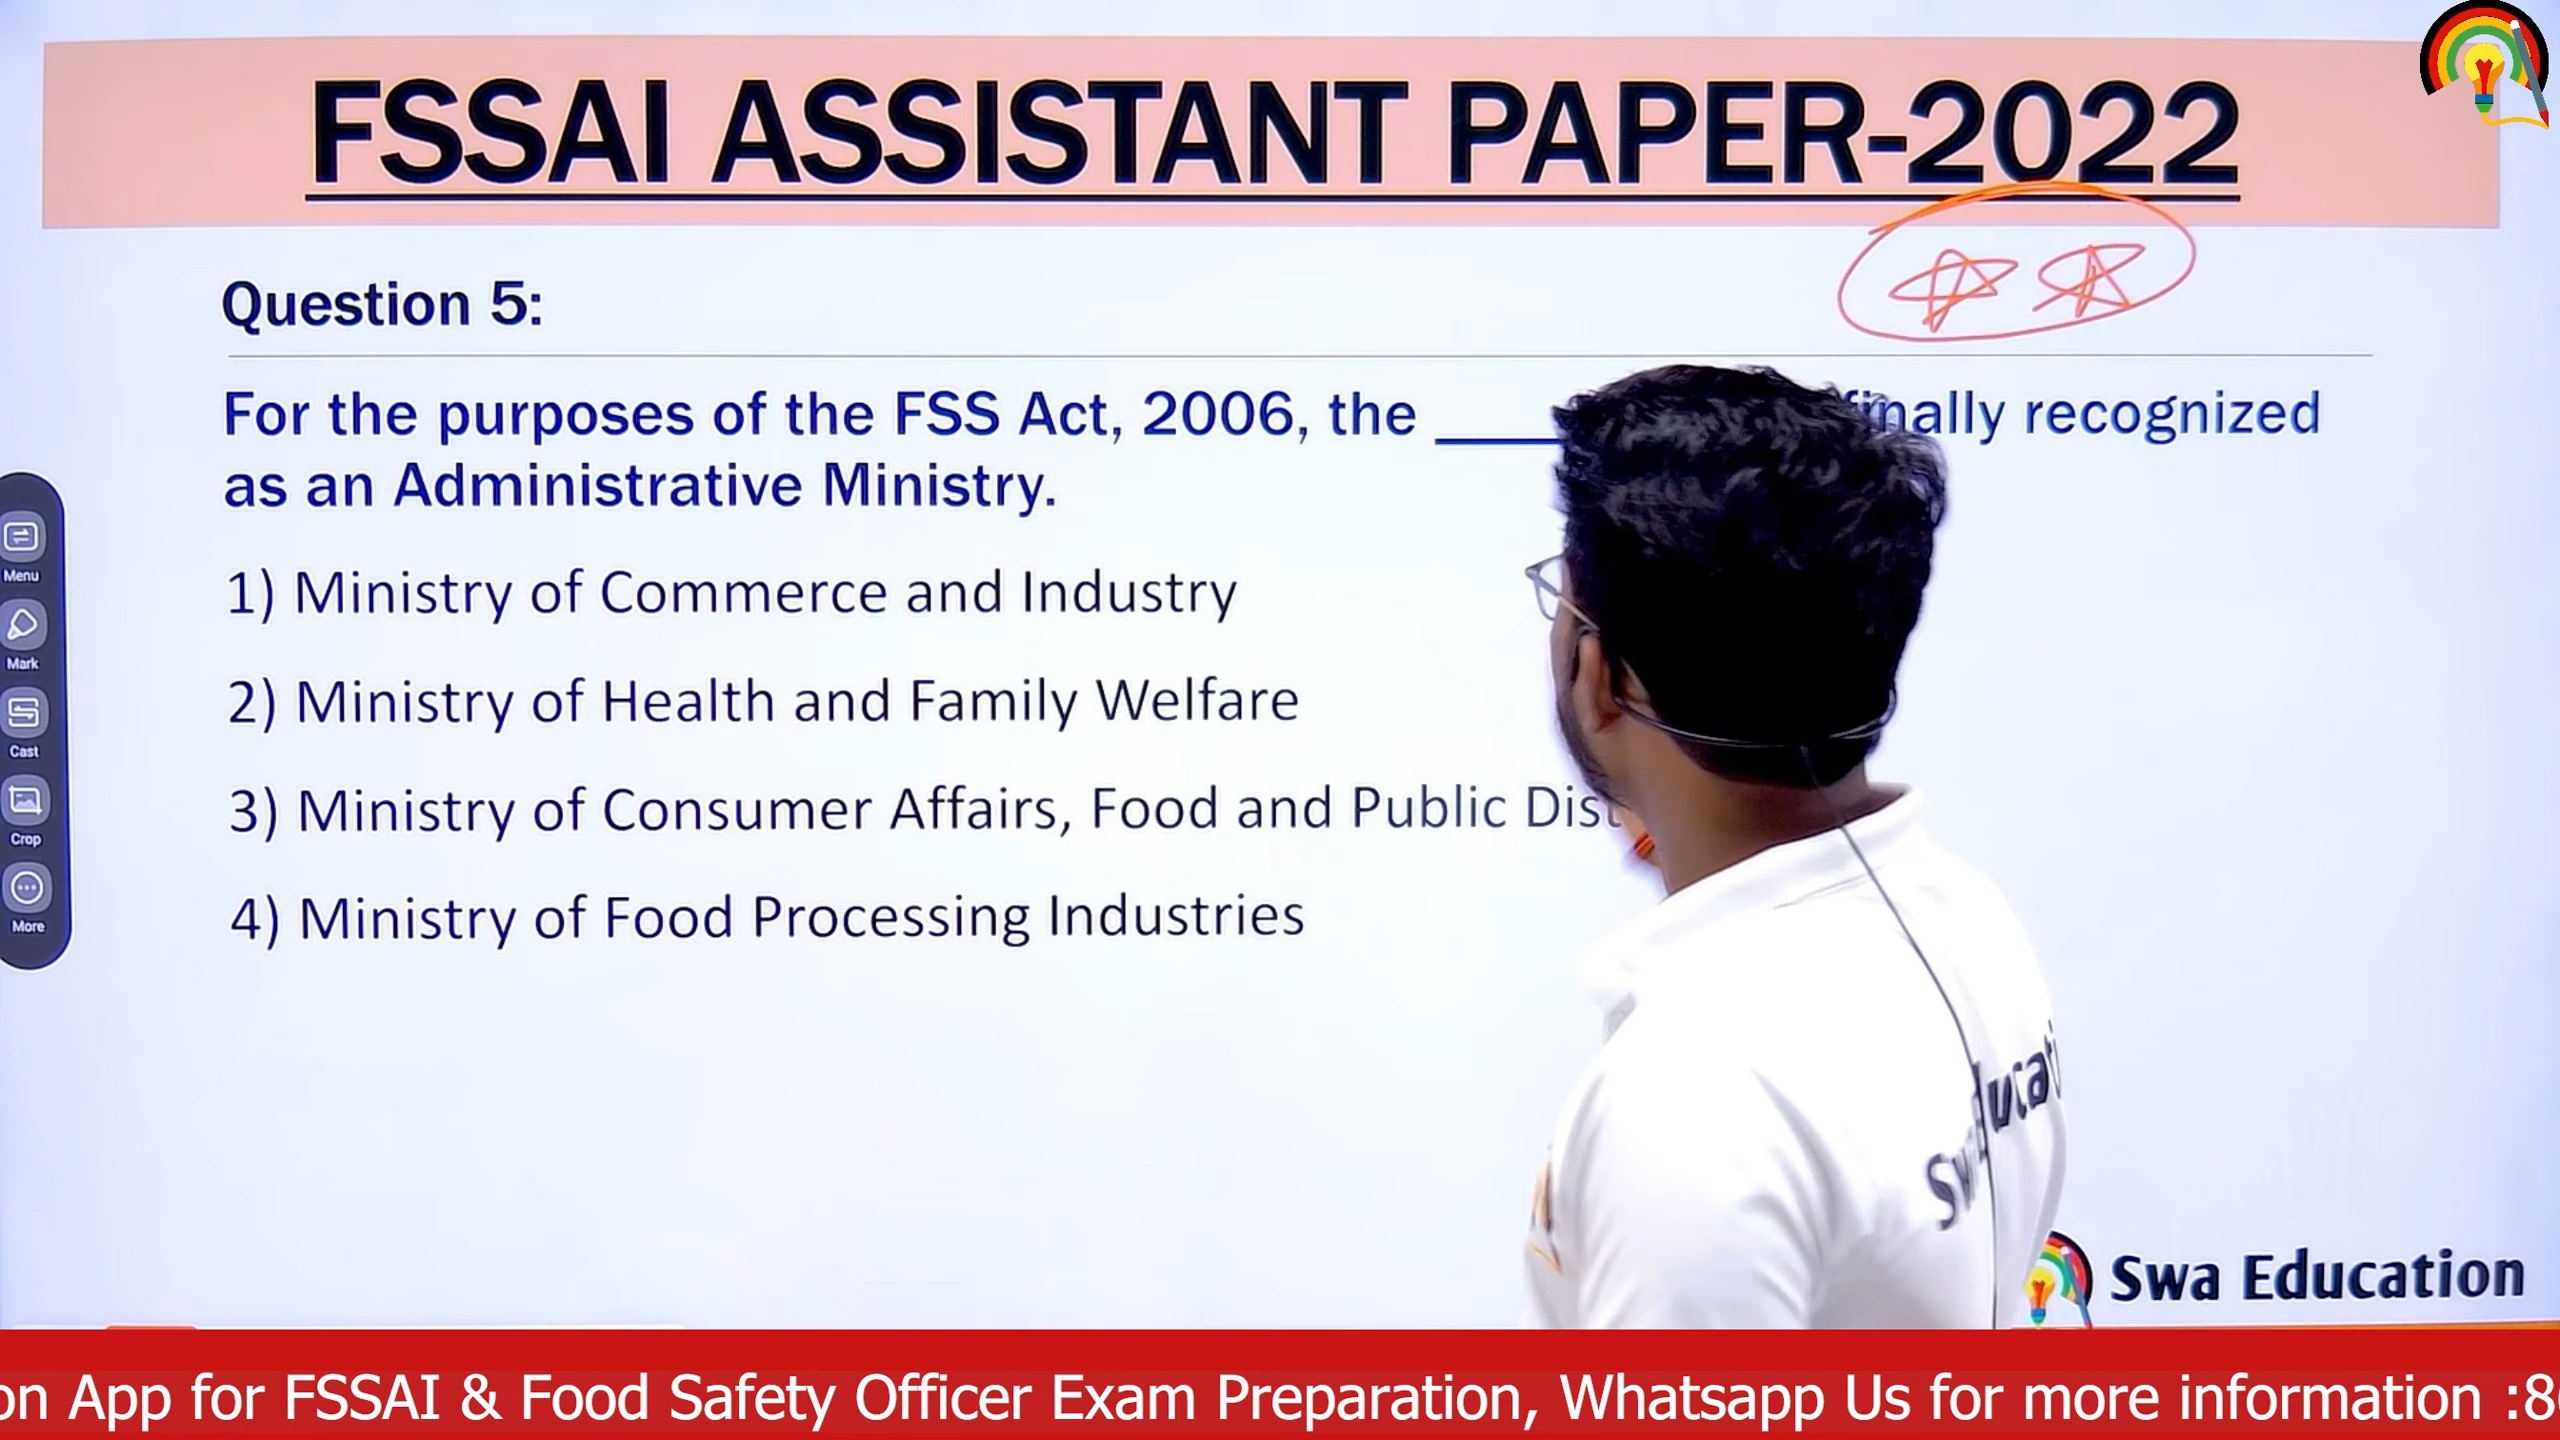 FSSAI ASSISTANT PAPER-2022
Question 5:
For the purposes of the FSS Act, 2006, the finally recognized
as an Administrative Ministry.
1) Ministry of Commerce and Industry
2) Ministry of Health and Family Welfare
3) Ministry of Consumer Affairs, Food and Public Dist
4) Ministry of Food Processing Industries
Menu
Mark
Cast
Crop
More
Swa Education
on App for FSSAI & Food Safety Officer Exam Preparation, Whatsapp Us for more information :8